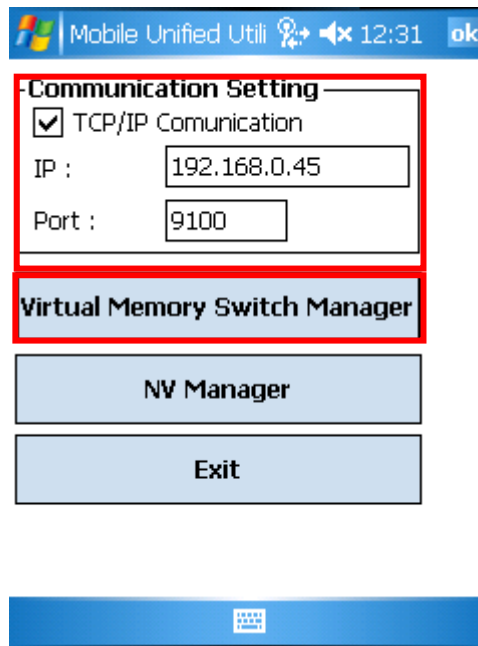 Mobile Unified Utili 12:31 ok
Communication Setting
TCP/IP Comunication
IP : 192.168.0.45
Port : 9100
Virtual Memory Switch Manager
NV Manager
Exit